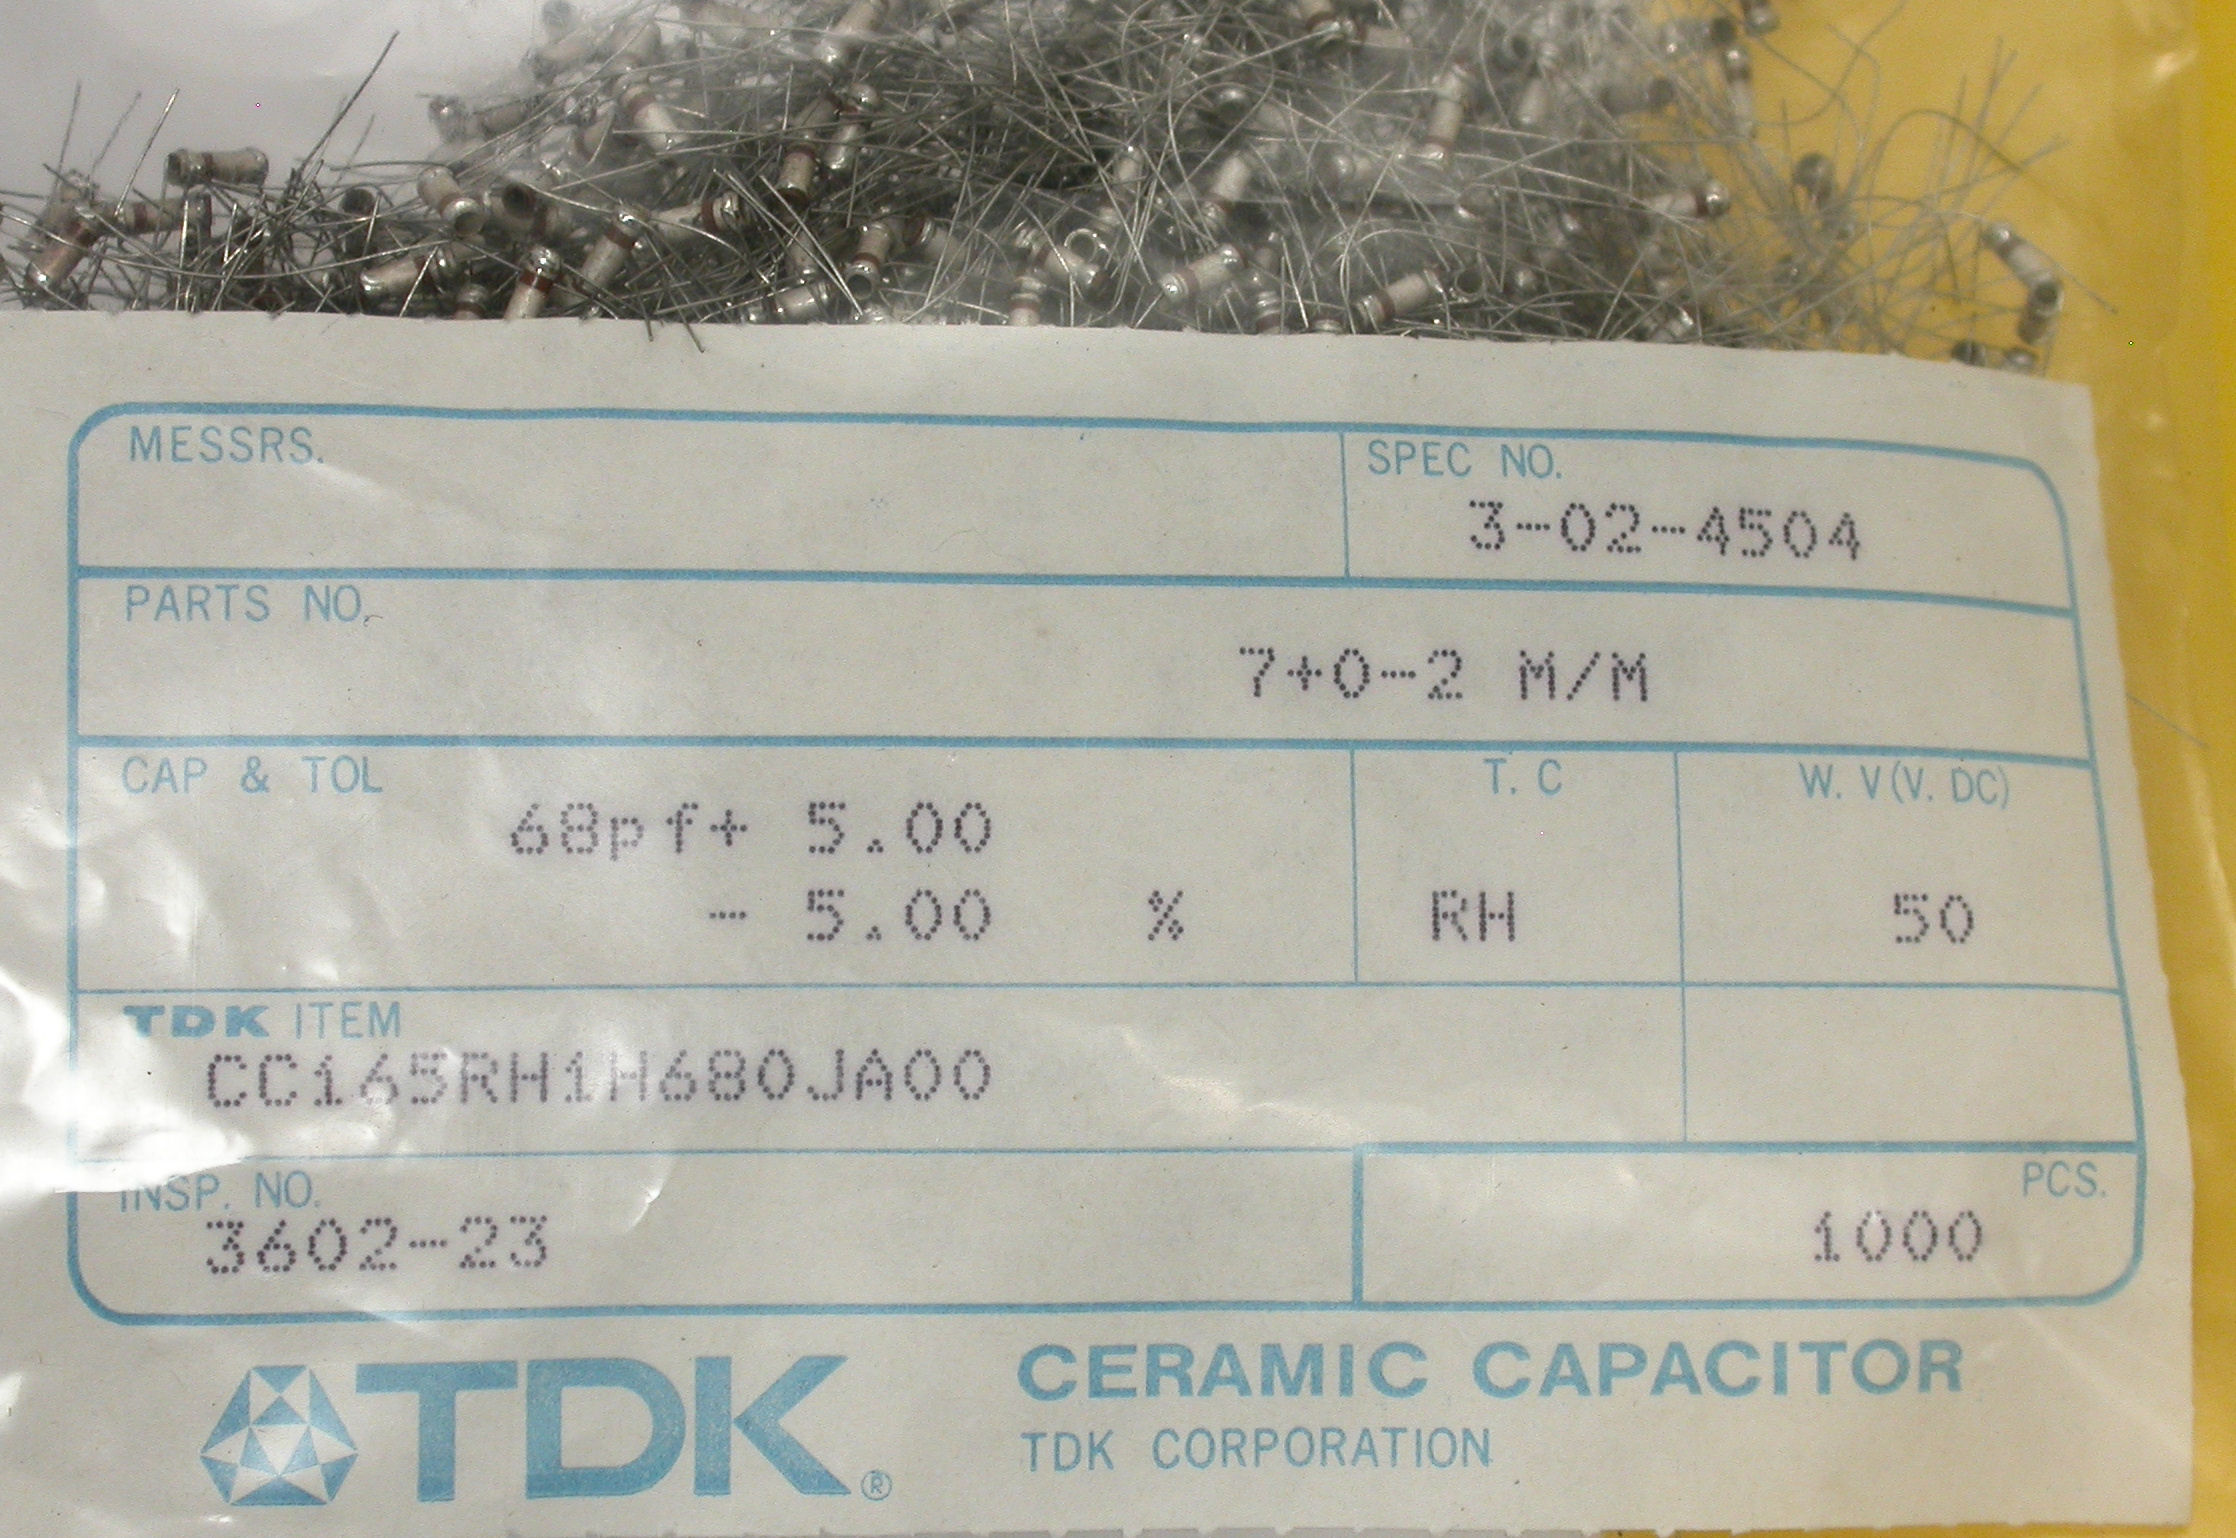 MESSRS.
SPEC NO.
3-02-4504
PARTS NO.
7+0-2 M/M
CAP & TOL
68pf+ 5.00
- 5.00 %
T. C
RH
W. V (V. DC)
50
TDK ITEM
CC165RH1H680JA00
INSP. NO.
3602-23
PCS.
1000
TDK®
CERAMIC CAPACITOR
TDK CORPORATION